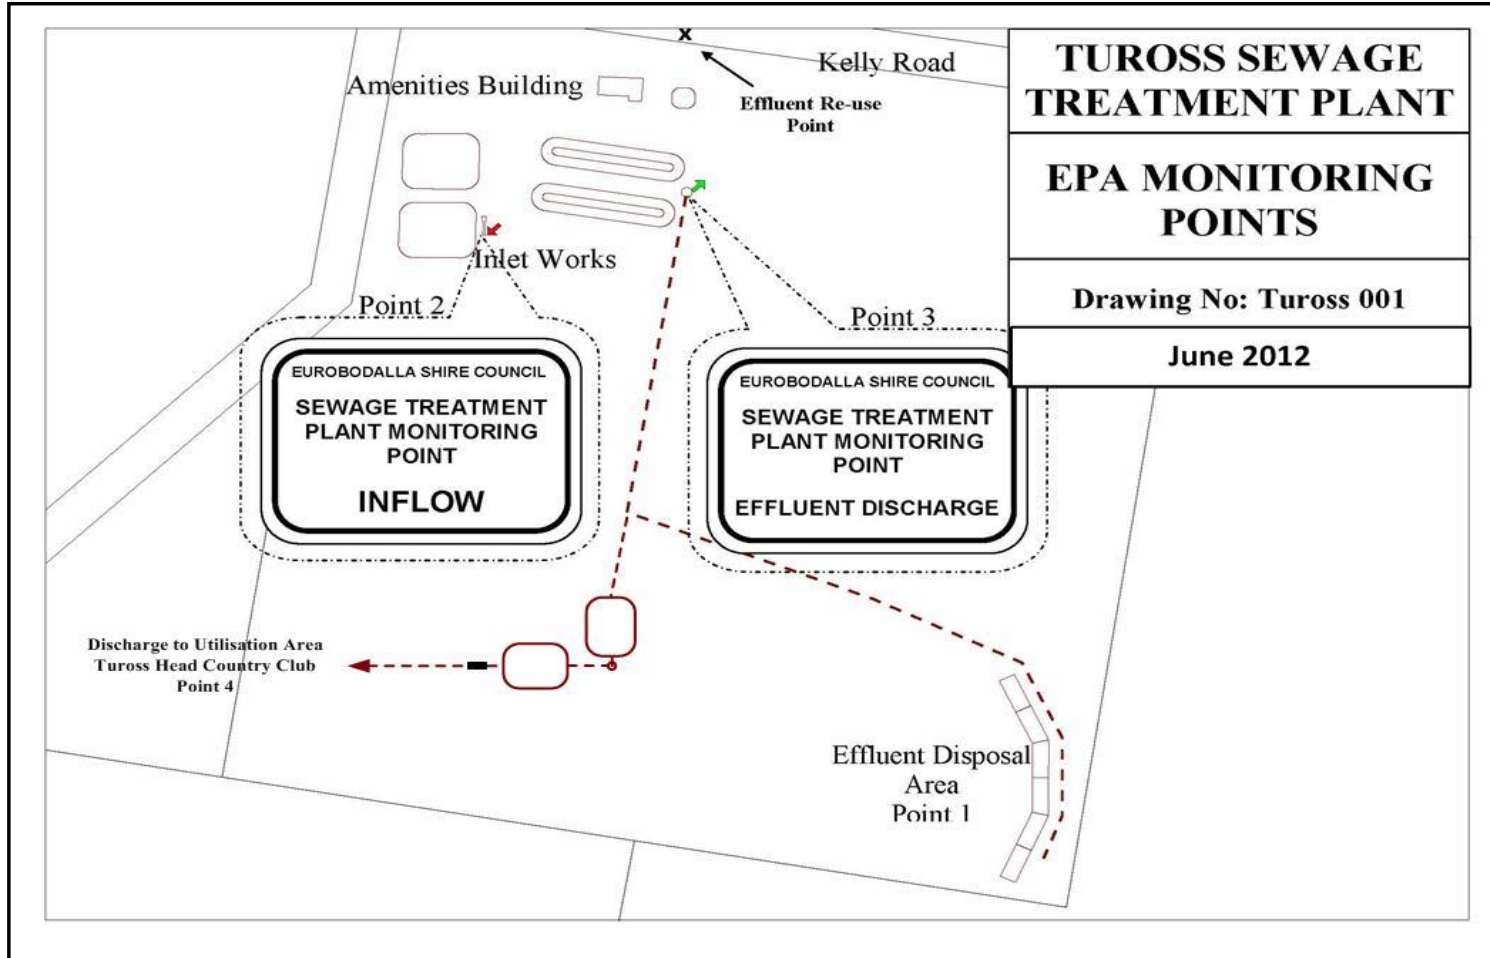 X
Kelly Road
Amenities Building
Effluent Re-use
Point
TUROSS SEWAGE
TREATMENT PLANT
EPA MONITORING
POINTS
Drawing No: Tuross 001
June 2012
Inlet Works
Point 2
Point 3
EUROBODALLA SHIRE COUNCIL
SEWAGE TREATMENT
PLANT MONITORING
POINT
INFLOW
EUROBODALLA SHIRE COUNCIL
SEWAGE TREATMENT
PLANT MONITORING
POINT
EFFLUENT DISCHARGE
Discharge to Utilisation Area
Tuross Head Country Club
Point 4
Effluent Disposal
Area
Point 1